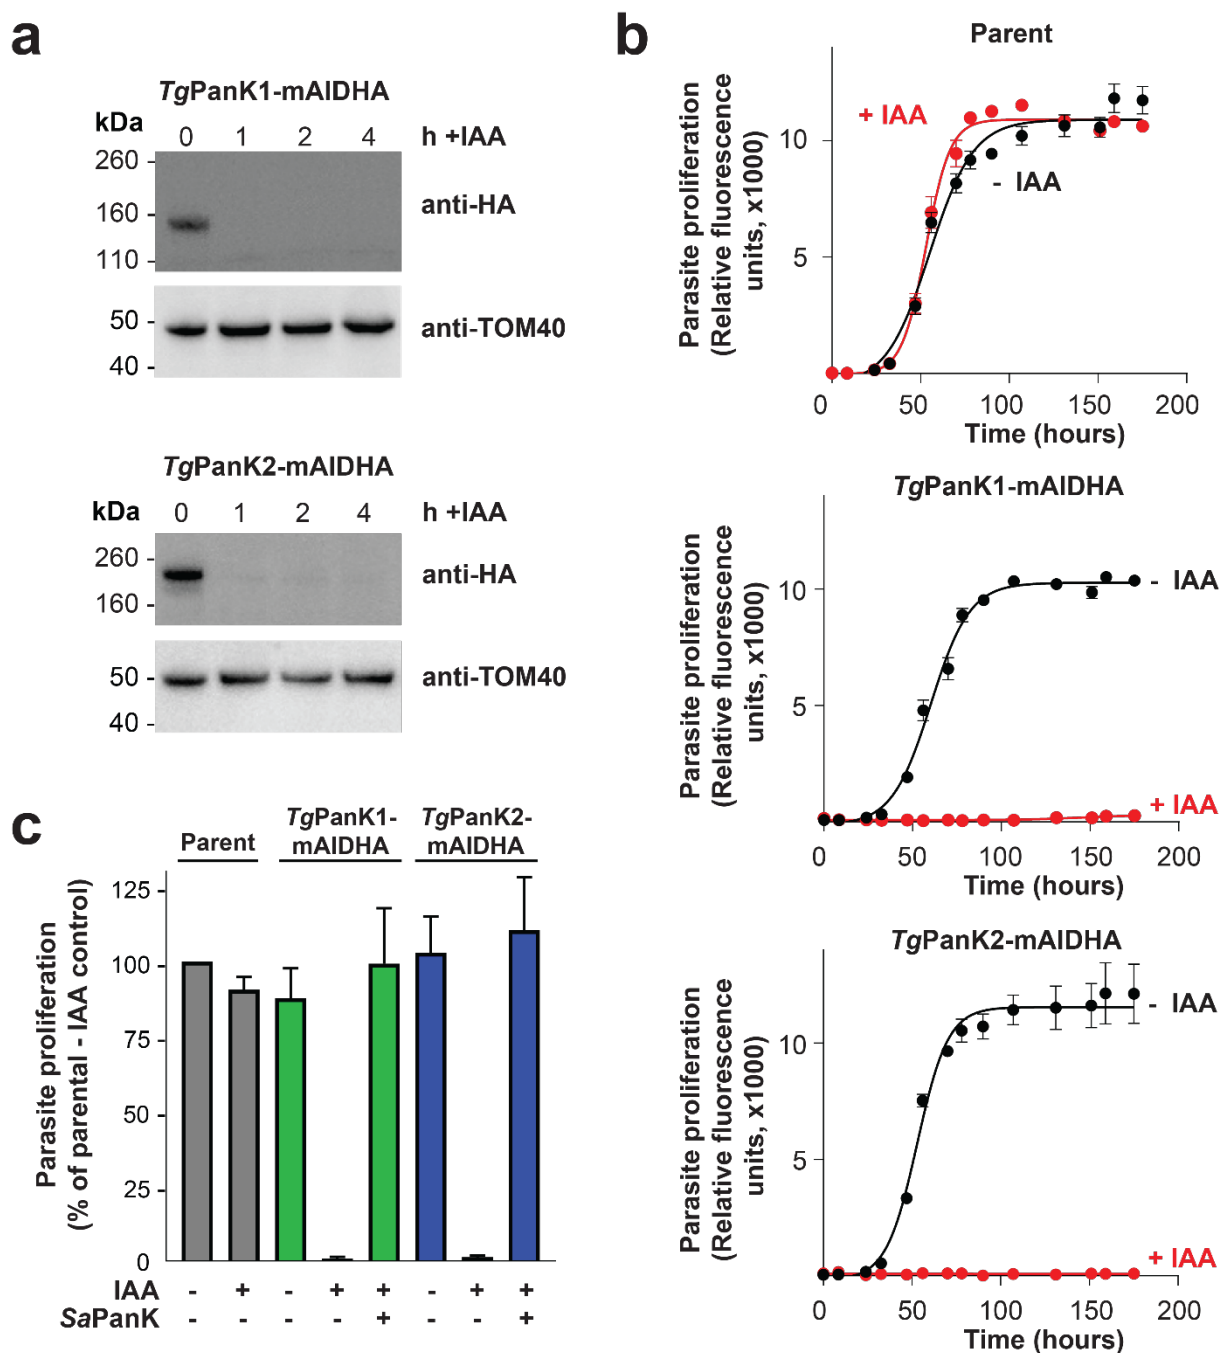 a
TgPanK1-mAIDHA
kDa
0 1 2 4 h +IAA
260
160
110
anti-HA
50
40
anti-TOM40
TgPanK2-mAIDHA
kDa
0 1 2 4 h +IAA
260
160
anti-HA
50
40
anti-TOM40
b
Parent
Parasite proliferation
(Relative fluorescence
units, x1000)
10
5
+ IAA
- IAA
0 50 100 150 200
Time (hours)
TgPanK1-mAIDHA
Parasite proliferation
(Relative fluorescence
units, x1000)
10
5
- IAA
+ IAA
0 50 100 150 200
Time (hours)
TgPanK2-mAIDHA
Parasite proliferation
(Relative fluorescence
units, x1000)
10
5
- IAA
+ IAA
0 50 100 150 200
Time (hours)
c
Parent
TgPanK1-
mAIDHA
TgPanK2-
mAIDHA
Parasite proliferation
(% of parental - IAA control)
125
100
75
50
25
0
IAA - + - + + - + +
SaPanK - - - - + - - +